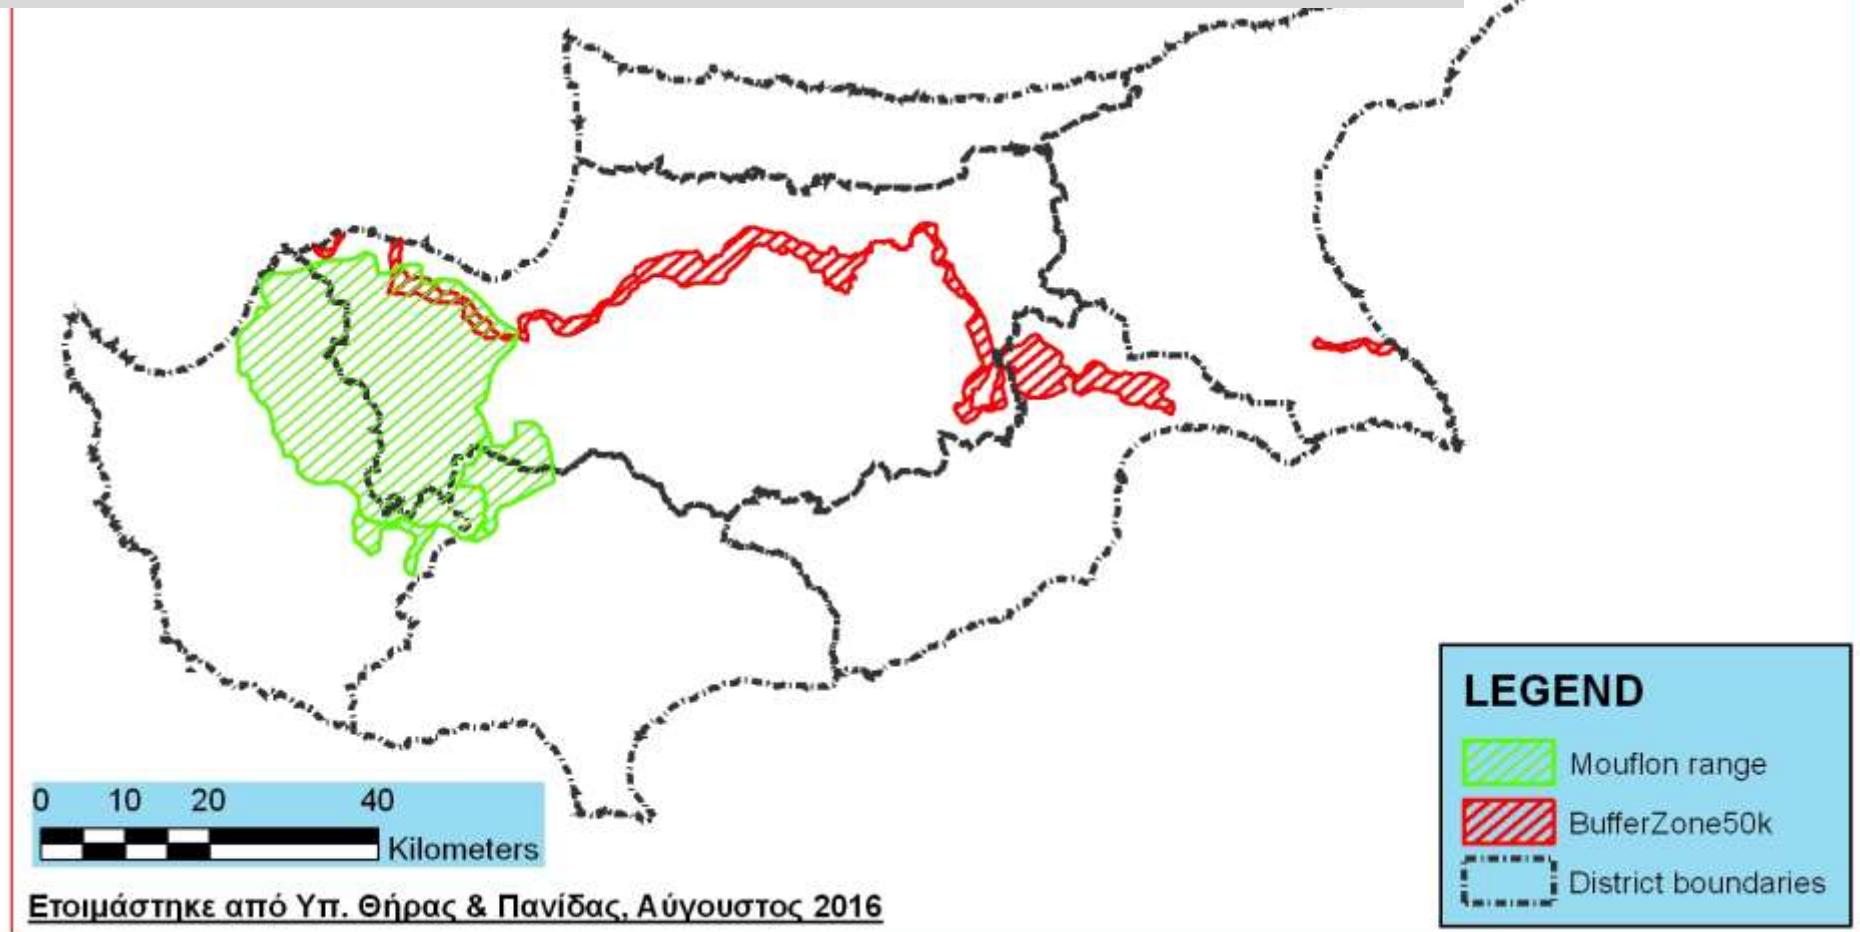 LEGEND
Mouflon range
BufferZone50k
District boundaries
0 10 20 40
Kilometers
Ετοιμάστηκε από Υπ. Θήρας & Πανίδας, Αύγουστος 2016